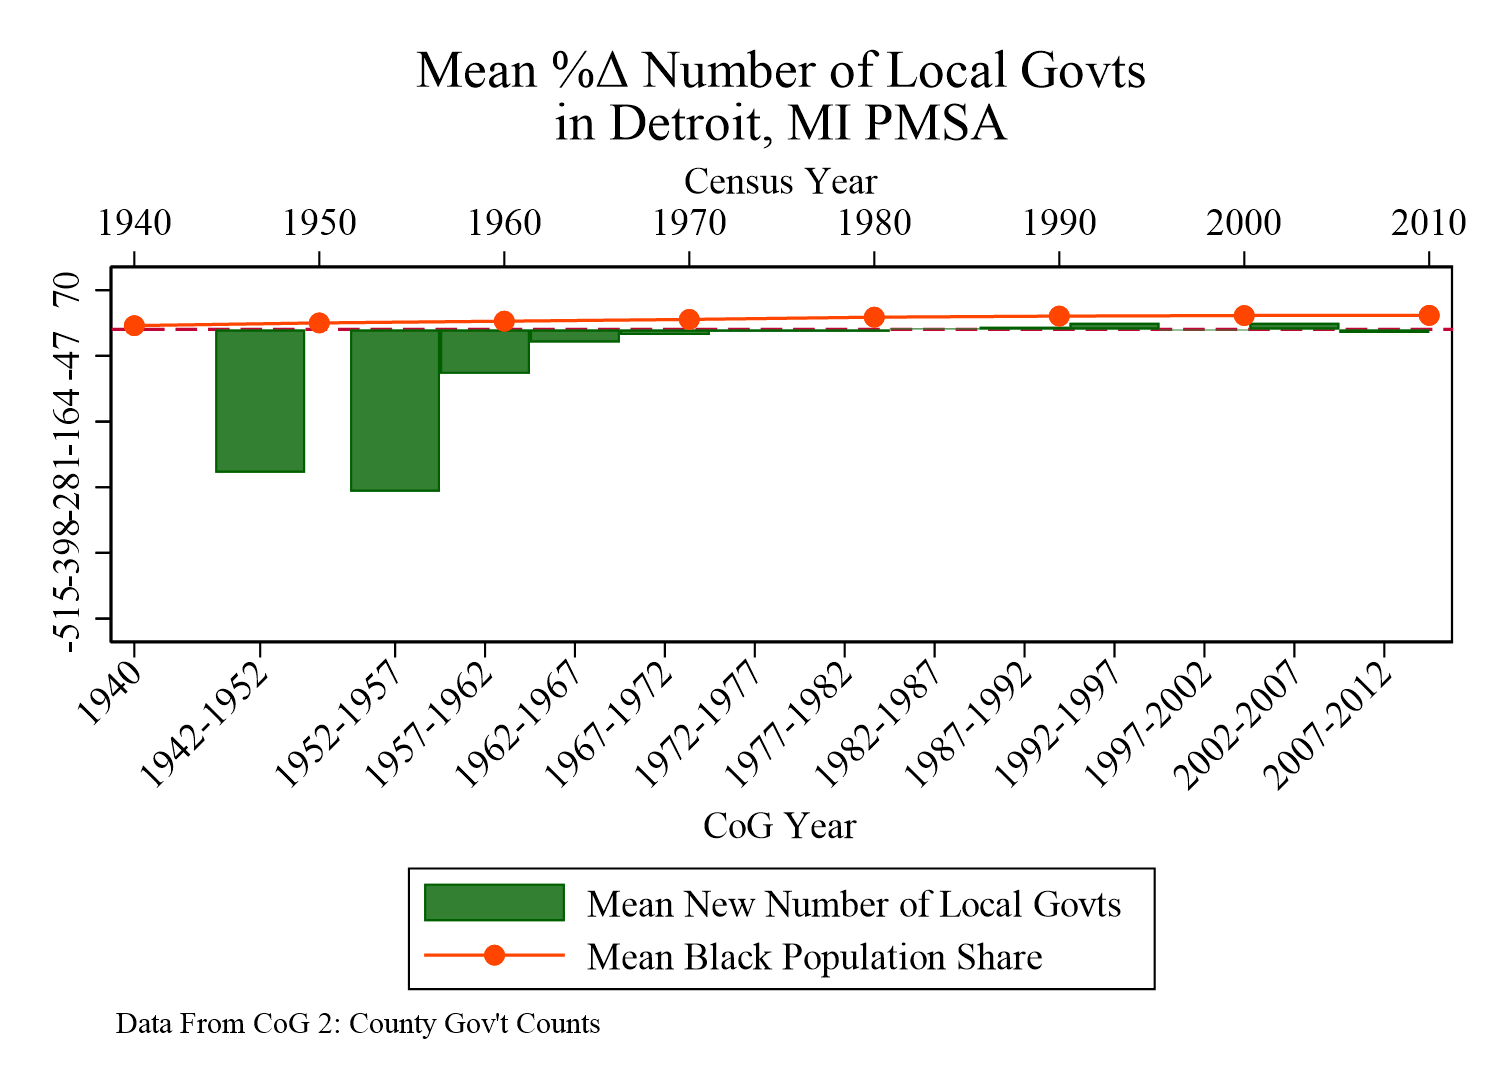 Mean %Δ Number of Local Govts
in Detroit, MI PMSA
Census Year
1940 1950 1960 1970 1980 1990 2000 2010
70
-47
-164
-281
-398
-515
1940 1942-1952 1952-1957 1957-1962 1962-1967 1967-1972 1972-1977 1977-1982 1982-1987 1987-1992 1992-1997 1997-2002 2002-2007 2007-2012
CoG Year
Mean New Number of Local Govts
Mean Black Population Share
Data From CoG 2: County Gov't Counts